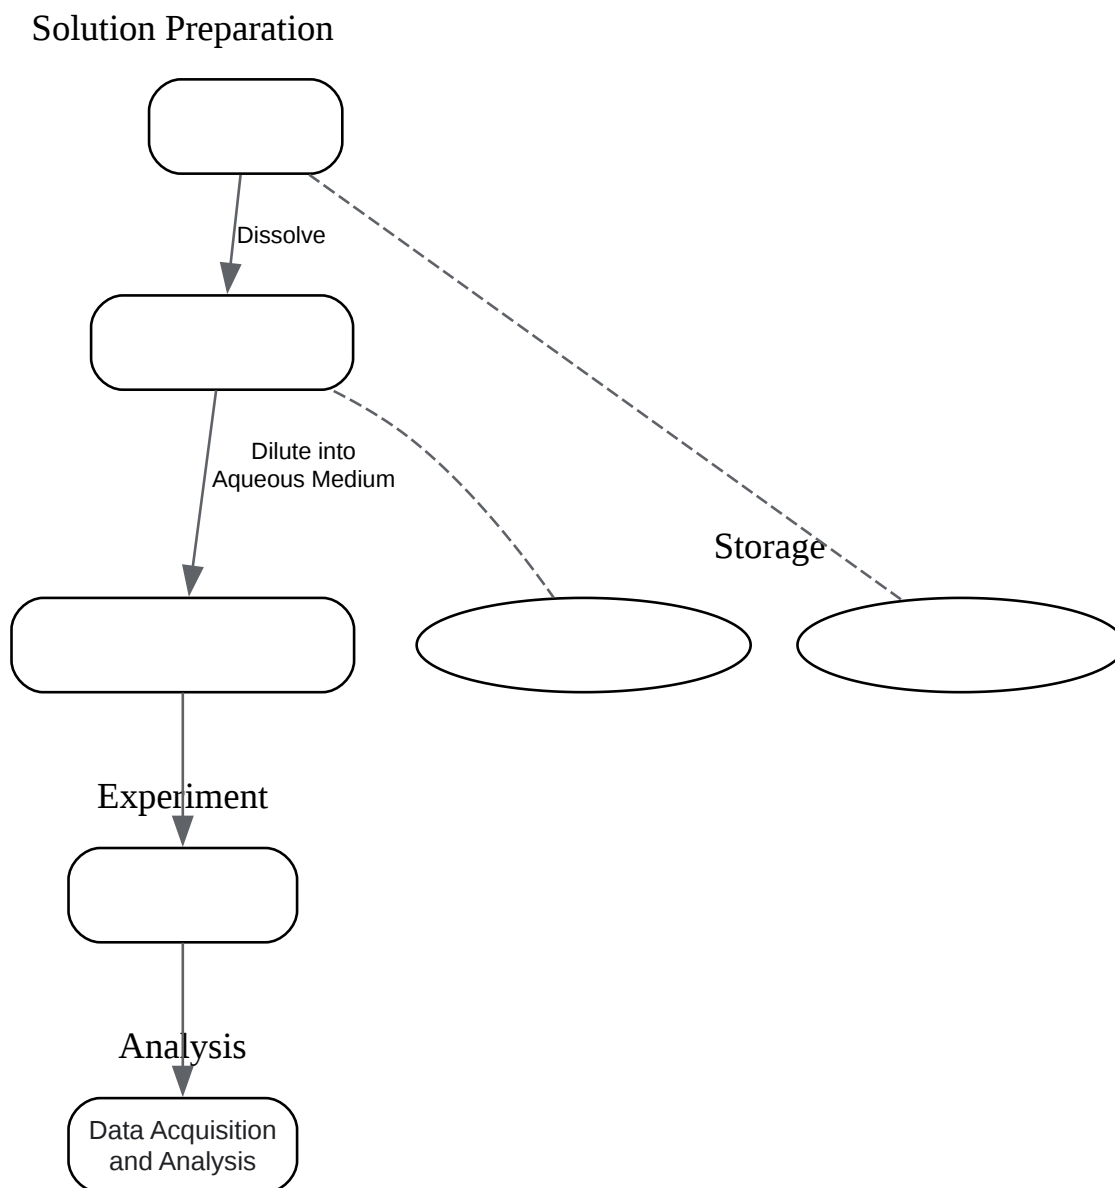 Solution Preparation
Dissolve
Dilute into
Aqueous Medium
Storage
Experiment
Analysis
Data Acquisition
and Analysis